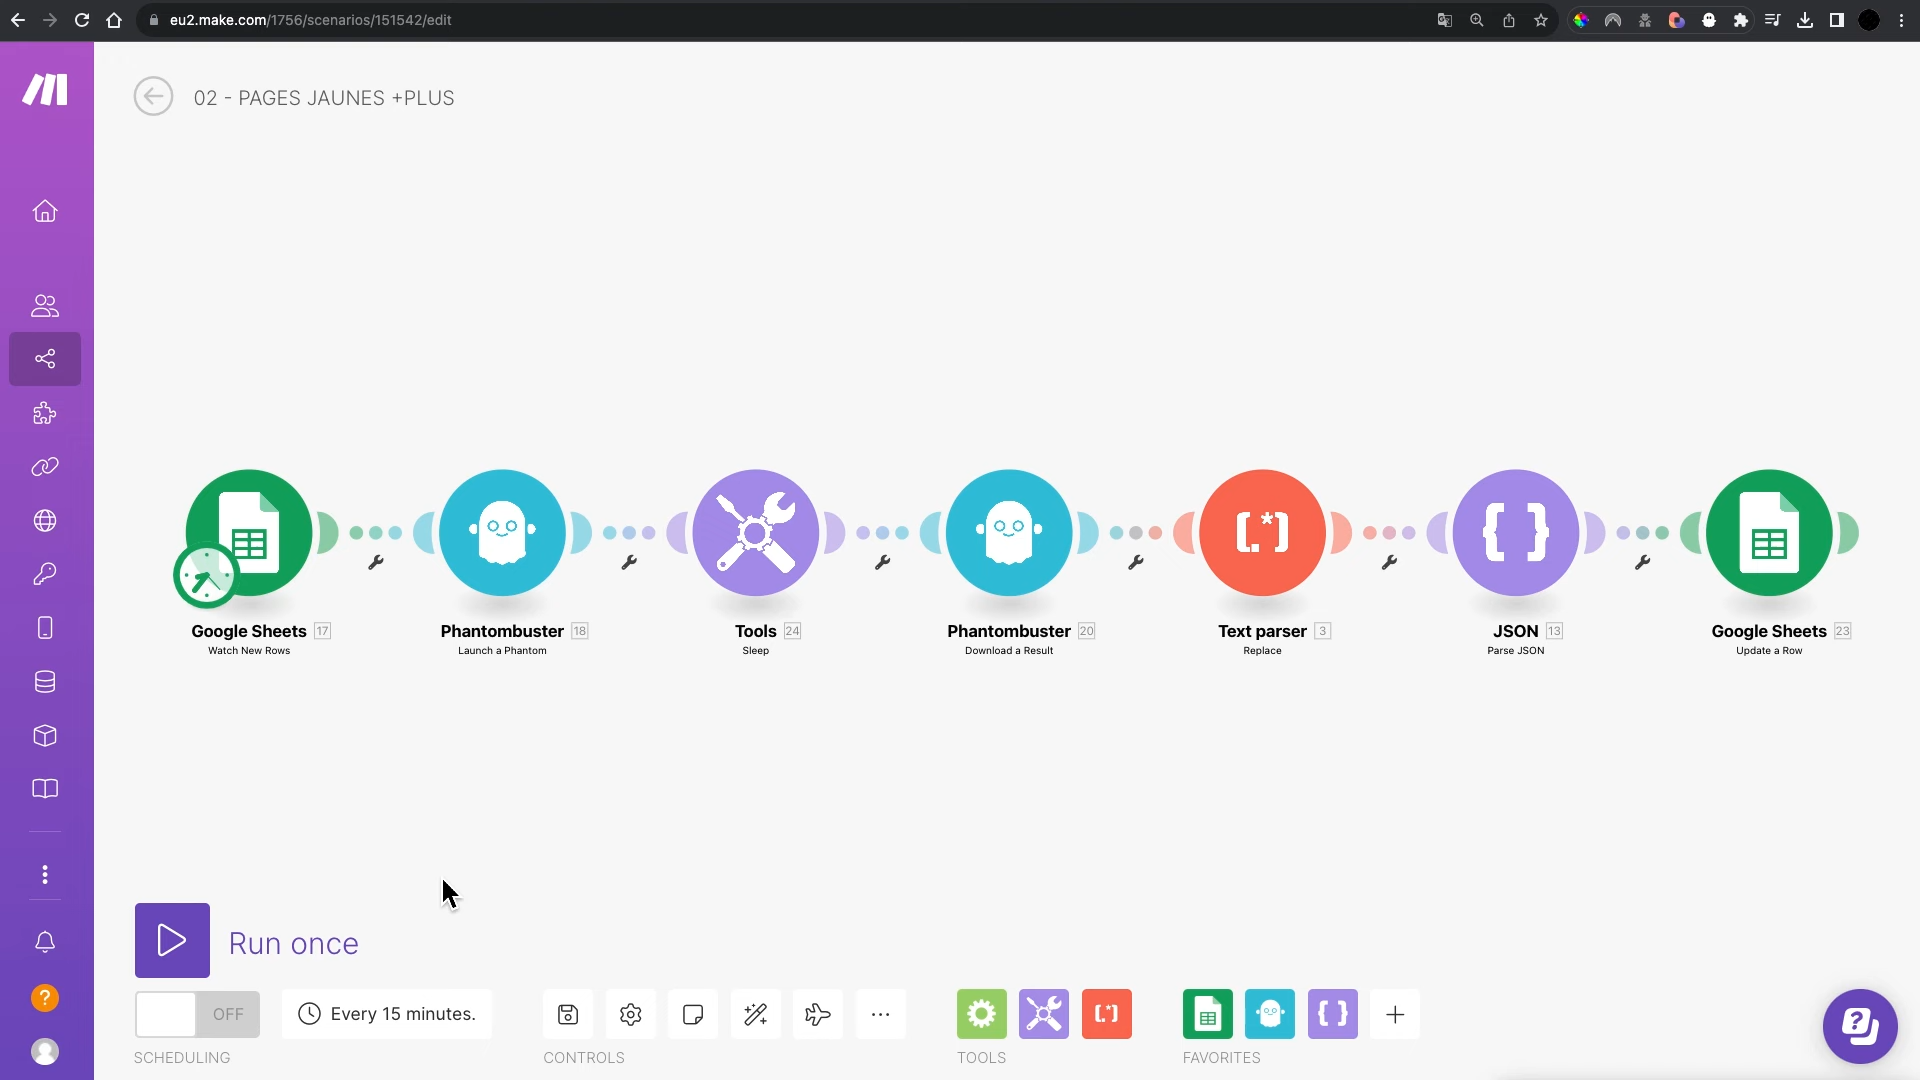 eu2.make.com/1756/scenarios/151542/edit
02 - PAGES JAUNES +PLUS
Google Sheets 17
Watch New Rows
Phantombuster 18
Launch a Phantom
Tools 24
Sleep
Phantombuster 20
Download a Result
Text parser 3
Replace
JSON 13
Parse JSON
Google Sheets 23
Update a Row
Run once
OFF
Every 15 minutes.
SCHEDULING
CONTROLS
TOOLS
FAVORITES